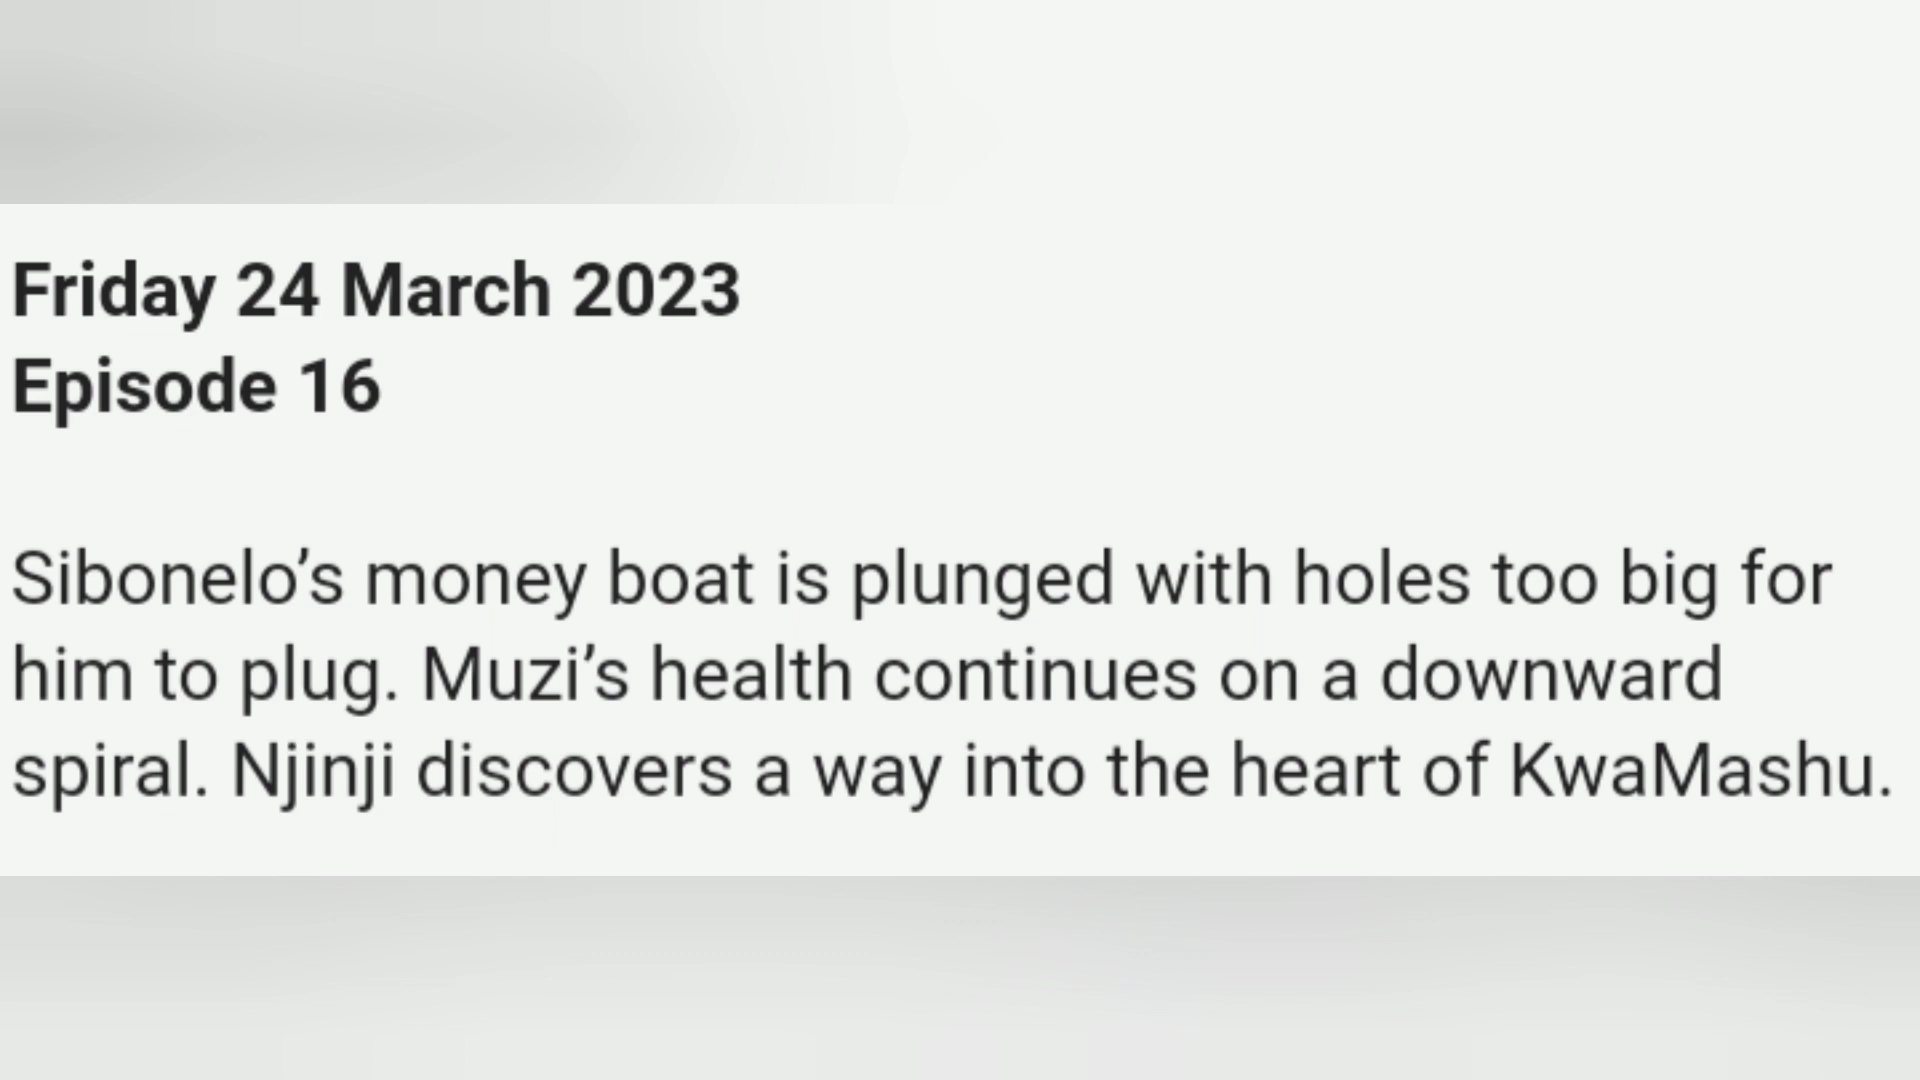 Friday 24 March 2023
Episode 16
Sibonelo’s money boat is plunged with holes too big for
him to plug. Muzi’s health continues on a downward
spiral. Njinji discovers a way into the heart of KwaMashu.